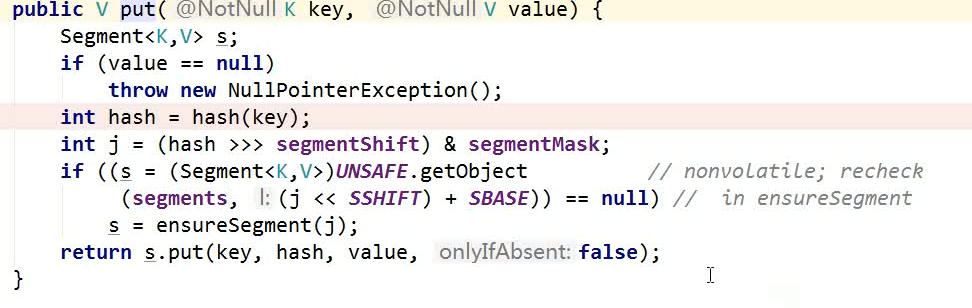 public V put( @NotNull K key, @NotNull V value) {
Segment<K,V> s;
if (value == null)
throw new NullPointerException();
int hash = hash(key);
int j = (hash >>> segmentShift) & segmentMask;
if ((s = (Segment<K,V>)UNSAFE.getObject // nonvolatile; recheck
(segments, l: (j << SSHIFT) + SBASE)) == null) // in ensureSegment
s = ensureSegment(j);
return s.put(key, hash, value, onlyIfAbsent: false);
}